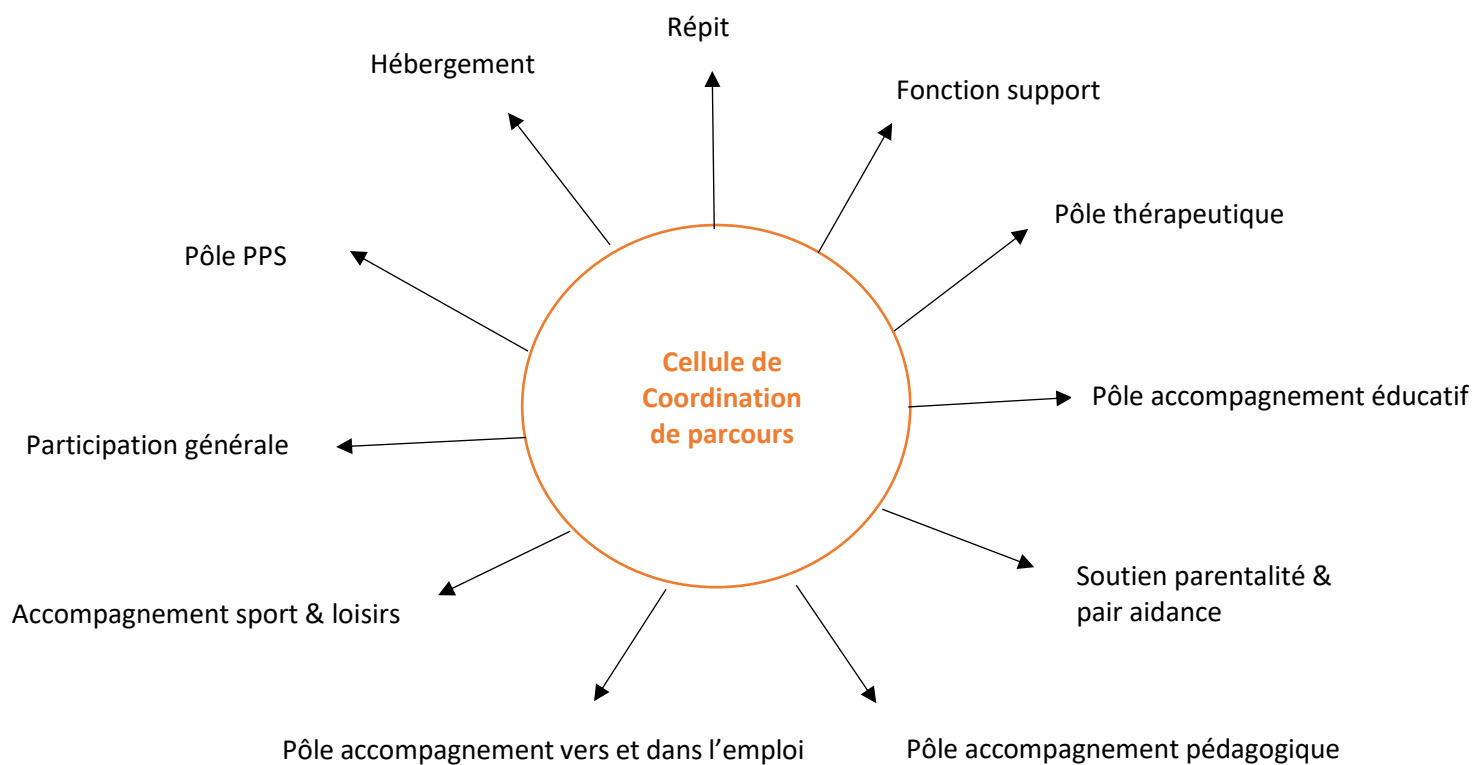 Répit
Hébergement
Fonction support
Pôle thérapeutique
Pôle PPS
Cellule de
Coordination
de parcours
Pôle accompagnement éducatif
Participation générale
Soutien parentalité &
pair aidance
Accompagnement sport & loisirs
Pôle accompagnement vers et dans l’emploi
Pôle accompagnement pédagogique